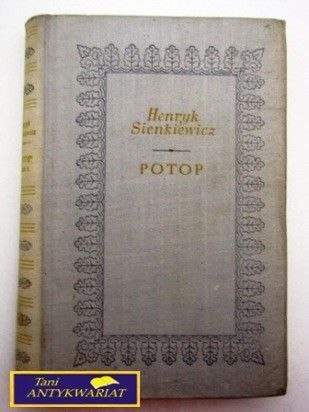 Henryk
Sienkiewicz
POTOP
Tani
ANTYKWARIAT